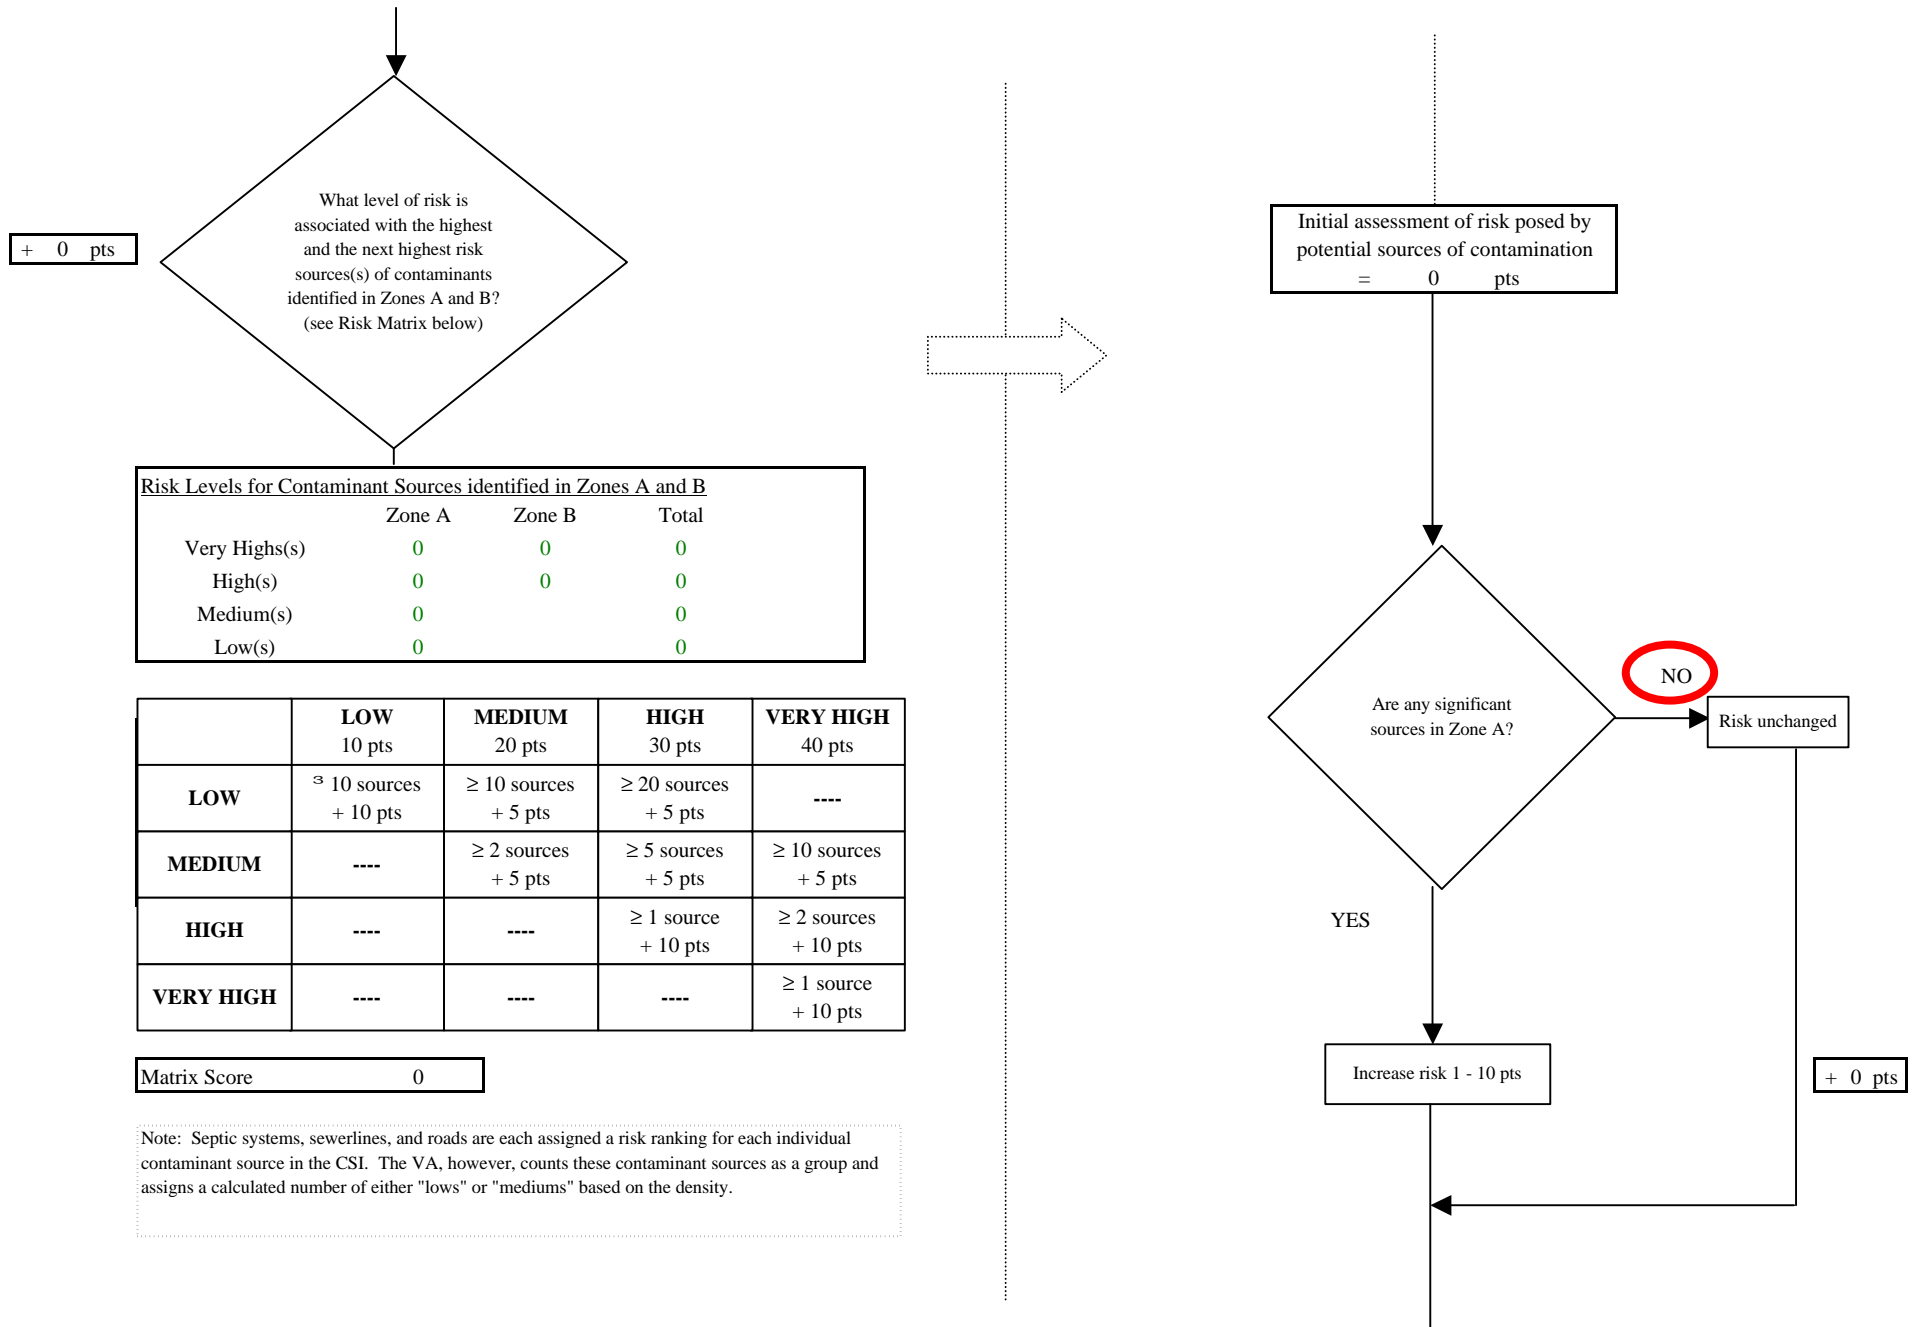 + 0 pts
What level of risk is
associated with the highest
and the next highest risk
sources(s) of contaminants
identified in Zones A and B?
(see Risk Matrix below)
Risk Levels for Contaminant Sources identified in Zones A and B
Zone A Zone B Total
Very Highs(s) 0 0 0
High(s) 0 0 0
Medium(s) 0 0
Low(s) 0 0
LOW MEDIUM HIGH VERY HIGH
10 pts 20 pts 30 pts 40 pts
LOW ³ 10 sources ≥ 10 sources ≥ 20 sources ----
+ 10 pts + 5 pts + 5 pts
MEDIUM ---- ≥ 2 sources ≥ 5 sources ≥ 10 sources
+ 5 pts + 5 pts + 5 pts
HIGH ---- ---- ≥ 1 source ≥ 2 sources
+ 10 pts + 10 pts
VERY HIGH ---- ---- ---- ≥ 1 source
+ 10 pts
Matrix Score 0
Note: Septic systems, sewerlines, and roads are each assigned a risk ranking for each individual
contaminant source in the CSI. The VA, however, counts these contaminant sources as a group and
assigns a calculated number of either "lows" or "mediums" based on the density.
Initial assessment of risk posed by
potential sources of contamination
= 0 pts
Are any significant
sources in Zone A?
NO
Risk unchanged
YES
Increase risk 1 - 10 pts
+ 0 pts